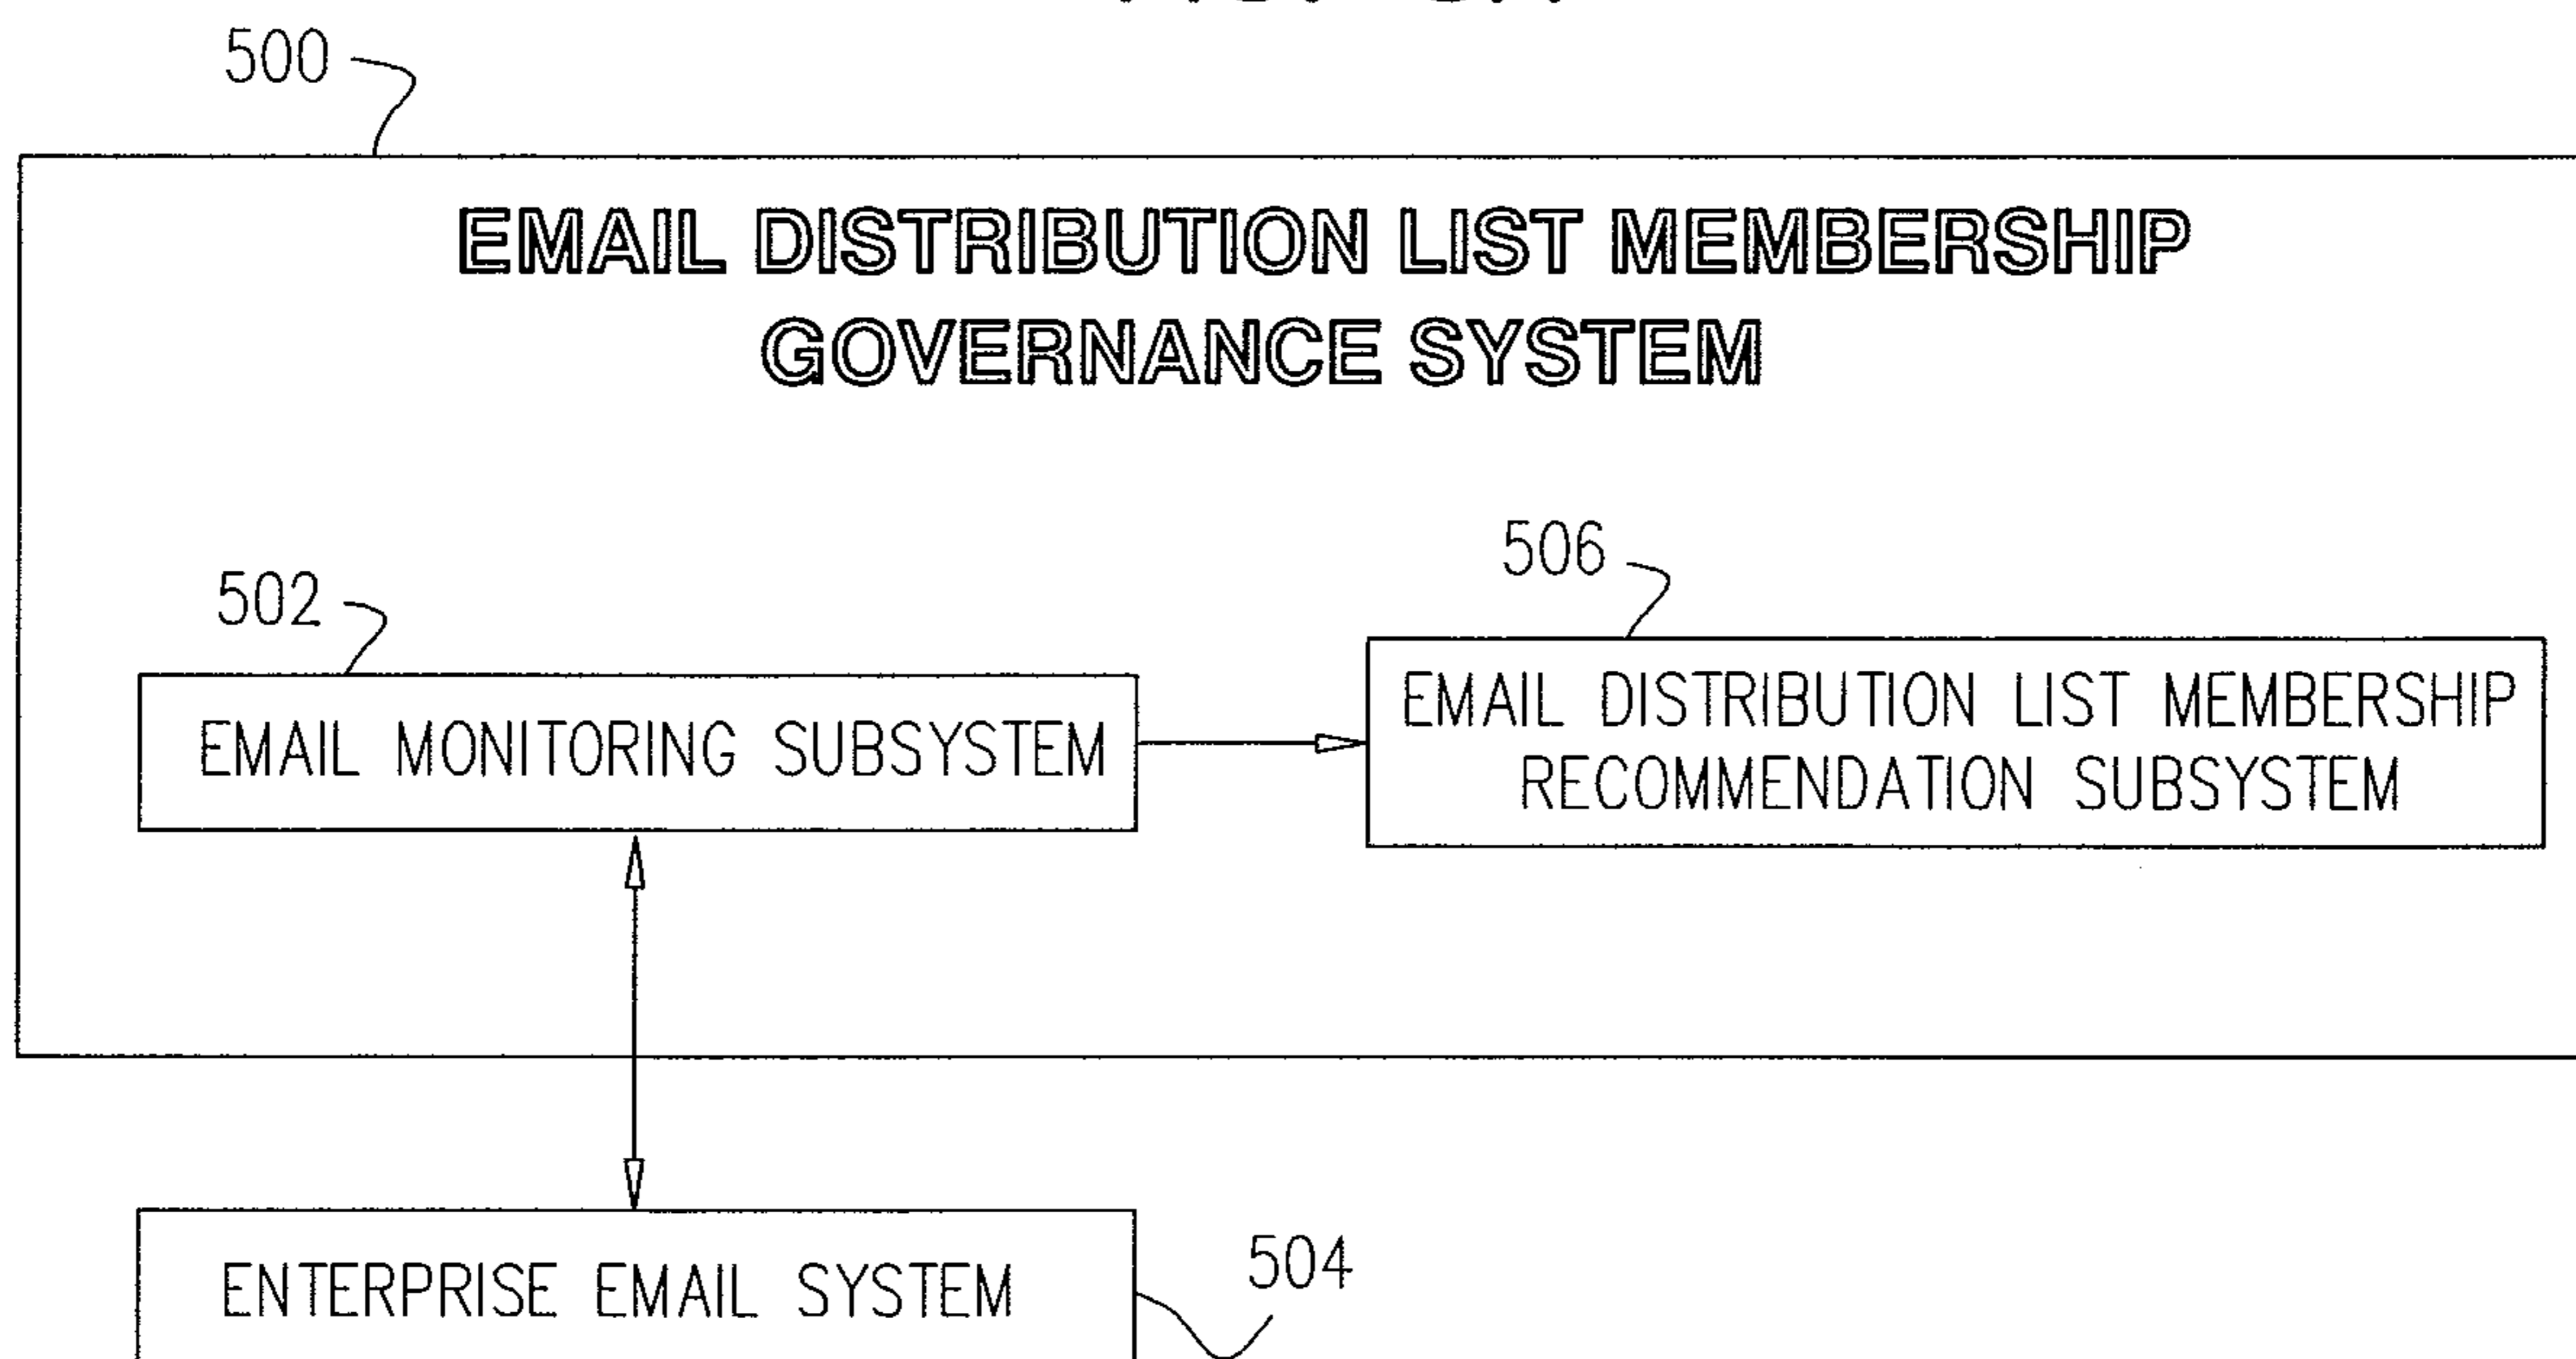 500
EMAIL DISTRIBUTION LIST MEMBERSHIP
GOVERNANCE SYSTEM
506
502
EMAIL DISTRIBUTION LIST MEMBERSHIP
RECOMMENDATION SUBSYSTEM
EMAIL MONITORING SUBSYSTEM
504
ENTERPRISE EMAIL SYSTEM